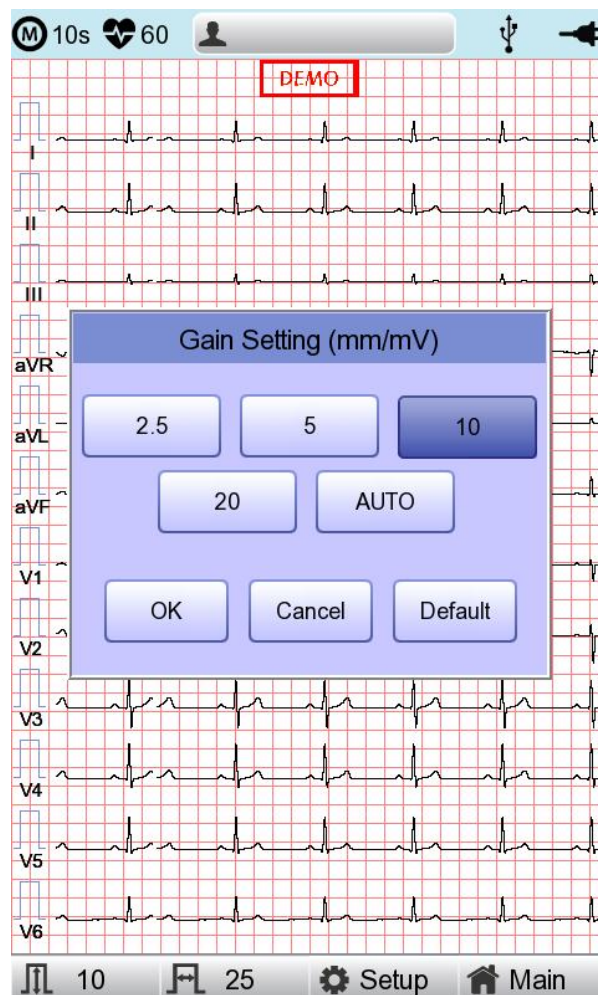 M 10s 60
DEMO
I
II
III
Gain Setting (mm/mV)
aVR
2.5 5 10
aVL
20 AUTO
aVF
V1
OK Cancel Default
V2
V3
V4
V5
V6
10 25 Setup Main